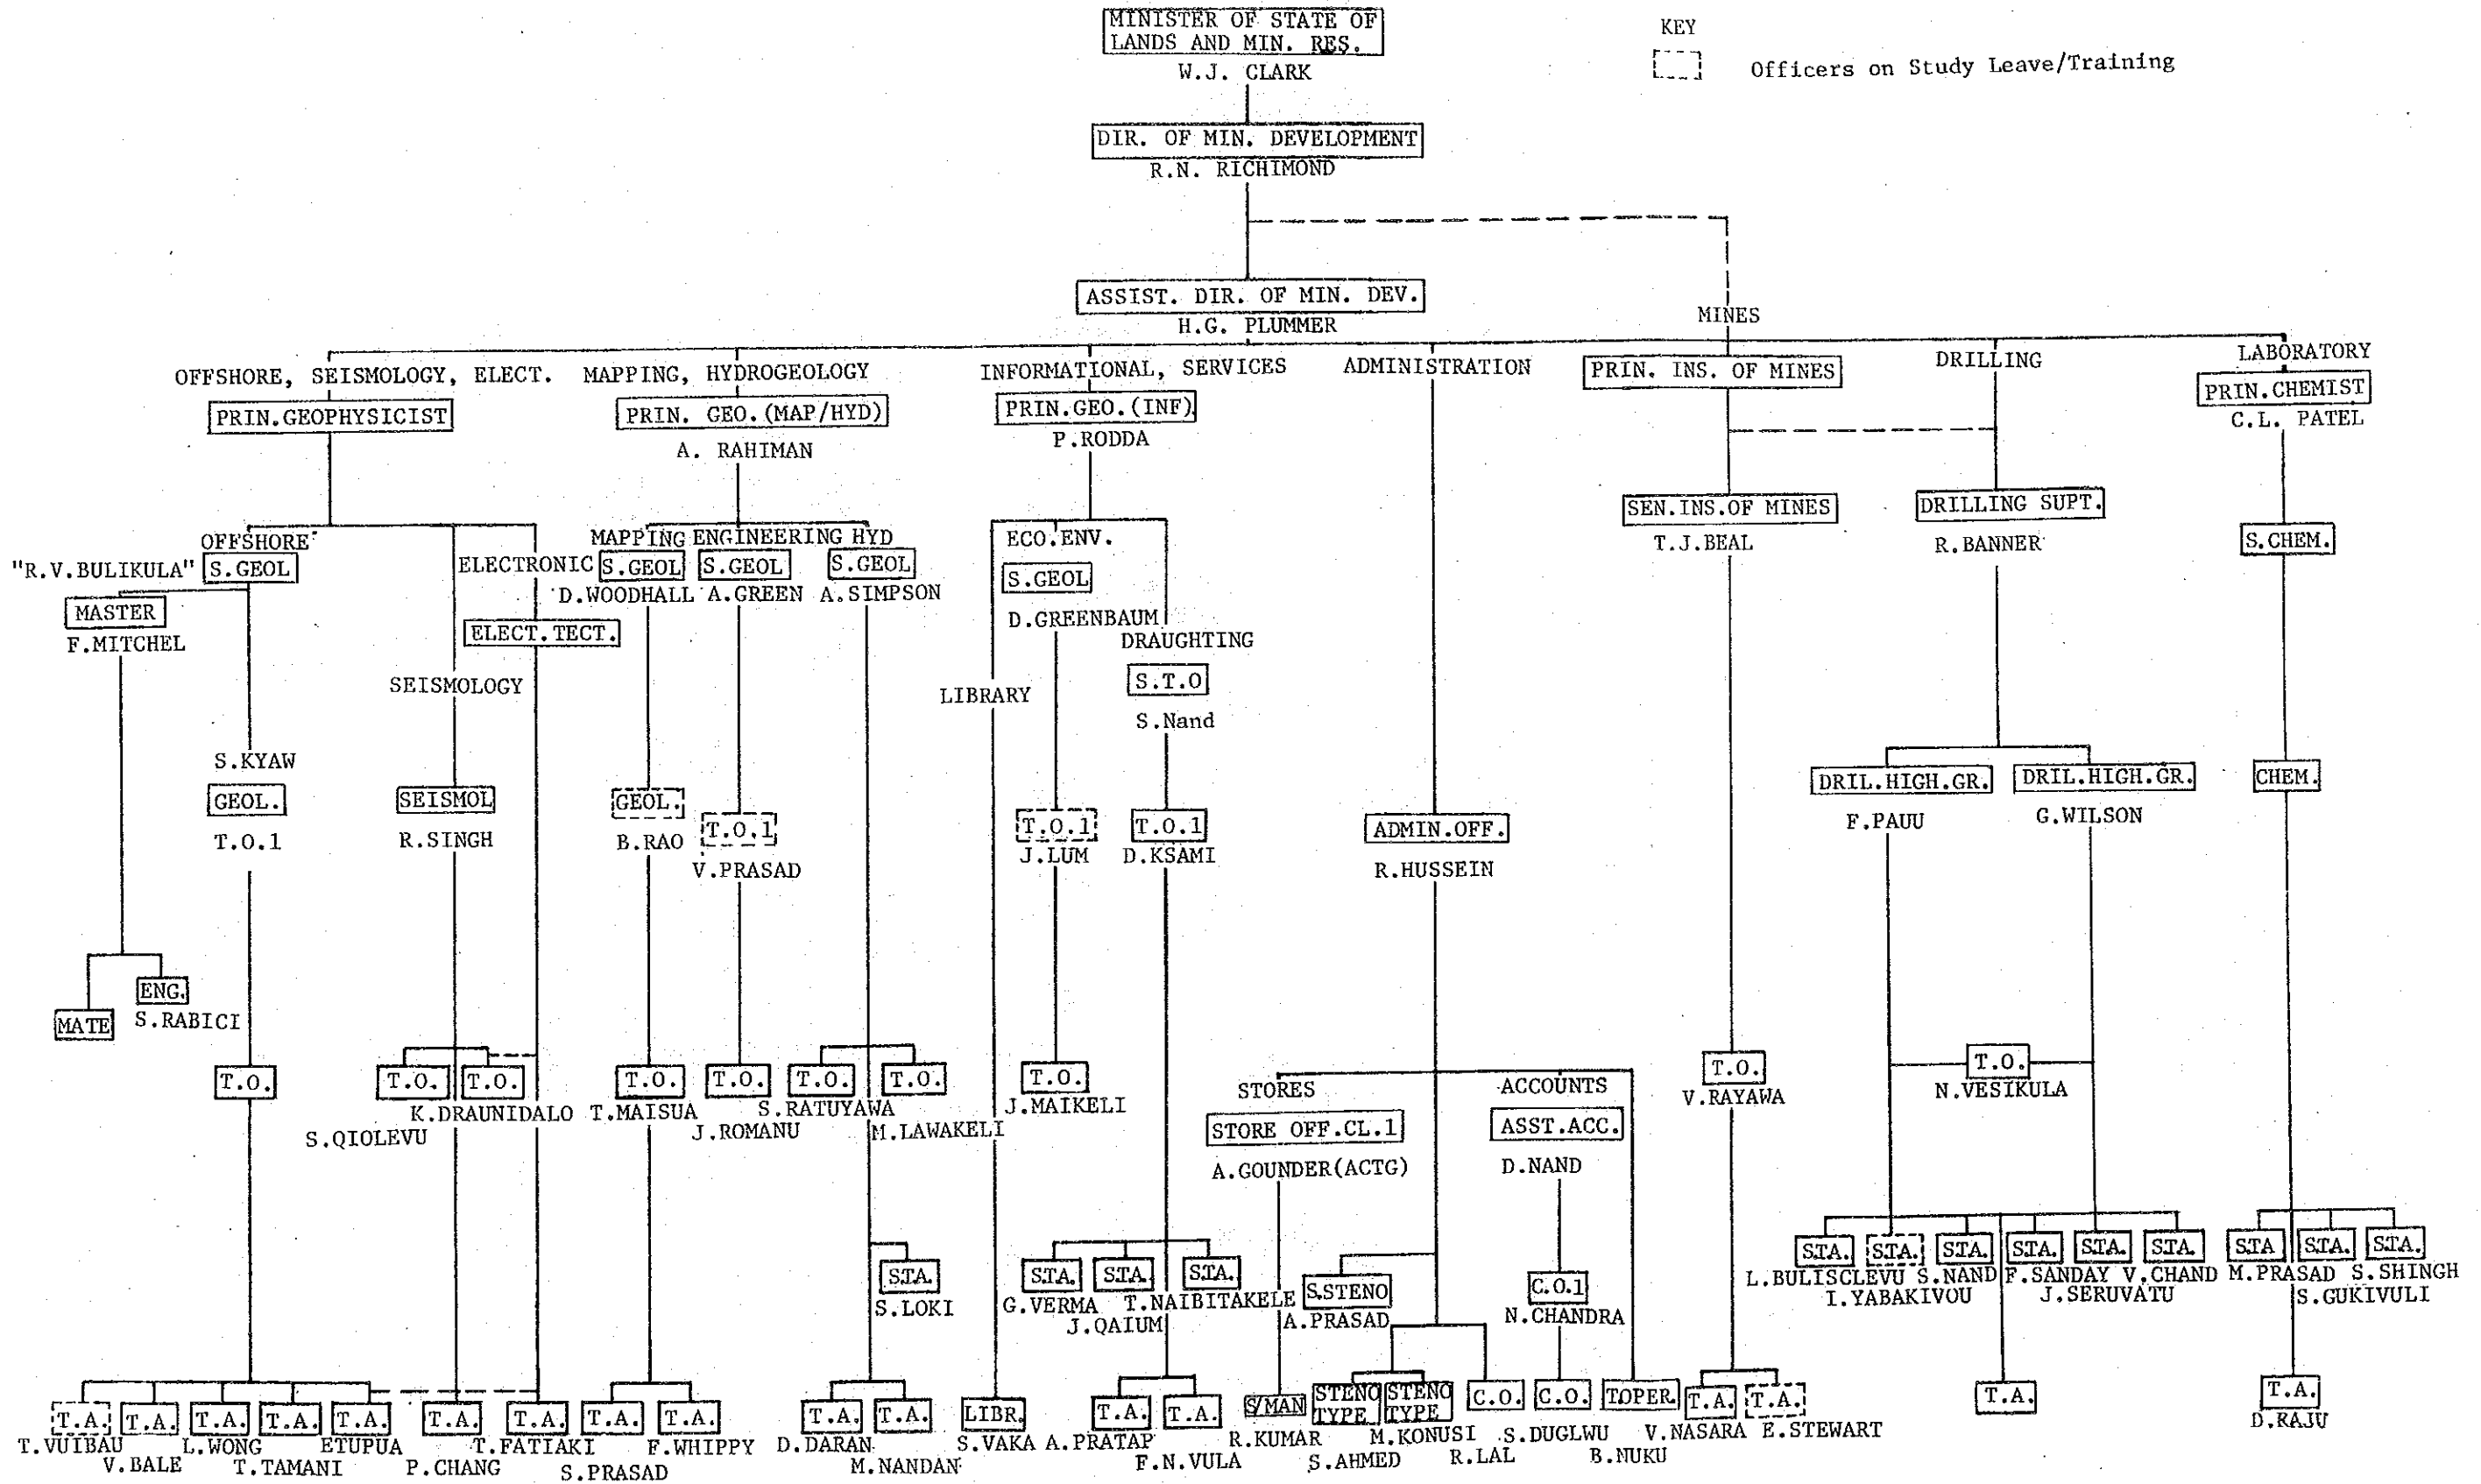 MINISTER OF STATE OF
LANDS AND MIN. RES.
W.J. CLARK
KEY
Officers on Study Leave/Training
DIR. OF MIN. DEVELOPMENT
R.N. RICHIMOND
ASSIST. DIR. OF MIN. DEV.
H.G. PLUMMER
MINES
OFFSHORE, SEISMOLOGY, ELECT. MAPPING, HYDROGEOLOGY INFORMATIONAL, SERVICES ADMINISTRATION PRIN. INS. OF MINES DRILLING LABORATORY
PRIN.GEOPHYSICIST PRIN. GEO.(MAP/HYD) PRIN.GEO.(INF) PRIN.CHEMIST
A. RAHIMAN P.RODDA C.L. PATEL
SEN.INS.OF MINES DRILLING SUPT.
T.J.BEAL R.BANNER S.CHEM.
OFFSHORE MAPPING ENGINEERING HYD ECO.ENV.
"R.V.BULIKULA" S.GEOL ELECTRONIC S.GEOL S.GEOL S.GEOL S.GEOL
D.WOODHALL A.GREEN A.SIMPSON
MASTER D.GREENBAUM
F.MITCHEL ELECT.TECT. DRAUGHTING
SEISMOLOGY LIBRARY S.T.O
S.Nand
S.KYAW
GEOL. SEISMOL GEOL. T.O.1 T.O.1 T.O.1 ADMIN.OFF. DRIL.HIGH.GR. DRIL.HIGH.GR. CHEM.
T.O.1 R.SINGH B.RAO V.PRASAD J.LUM D.KSAMI R.HUSSEIN F.PAUU G.WILSON
ENG.
MATE S.RABICI
T.O. T.O. T.O. T.O. T.O. T.O. T.O. T.O. T.O. T.O.
S.QIOLEVU K.DRAUNIDALO T.MAISUA J.ROMANU S.RATUYAWA M.LAWAKELI J.MAIKELI V.RAYAWA N.VESIKULA
STORES ACCOUNTS
STORE OFF.CL.1 ASST.ACC.
A.GOUNDER(ACTG) D.NAND
S.T.A. S.T.A. S.T.A. S.T.A. S.STENO C.O.1 S.T.A. S.T.A. S.T.A. S.T.A. S.T.A. S.T.A. S.T.A S.T.A. S.T.A.
S.LOKI G.VERMA J.QAIUM T.NAIBITAKELE A.PRASAD N.CHANDRA L.BULISCLEVU I.YABAKIVOU S.NAND F.SANDAY J.SERUVATU V.CHAND M.PRASAD S.GUKIVULI S.SHINGH
T.A. T.A. T.A. T.A. T.A. T.A. T.A. T.A. T.A. T.A. T.A. LIBR. T.A. T.A. S/MAN STENO TYPE STENO TYPE C.O. C.O. TOPER. T.A. T.A. T.A. T.A.
T.VUIBAU V.BALE L.WONG T.TAMANI ETUPUA P.CHANG T.FATIAKI S.PRASAD F.WHIPPY D.DARAN M.NANDAN S.VAKA A.PRATAP F.N.VULA R.KUMAR S.AHMED M.KONUSI R.LAL S.DUGLWU B.NUKU V.NASARA E.STEWART D.RAJU